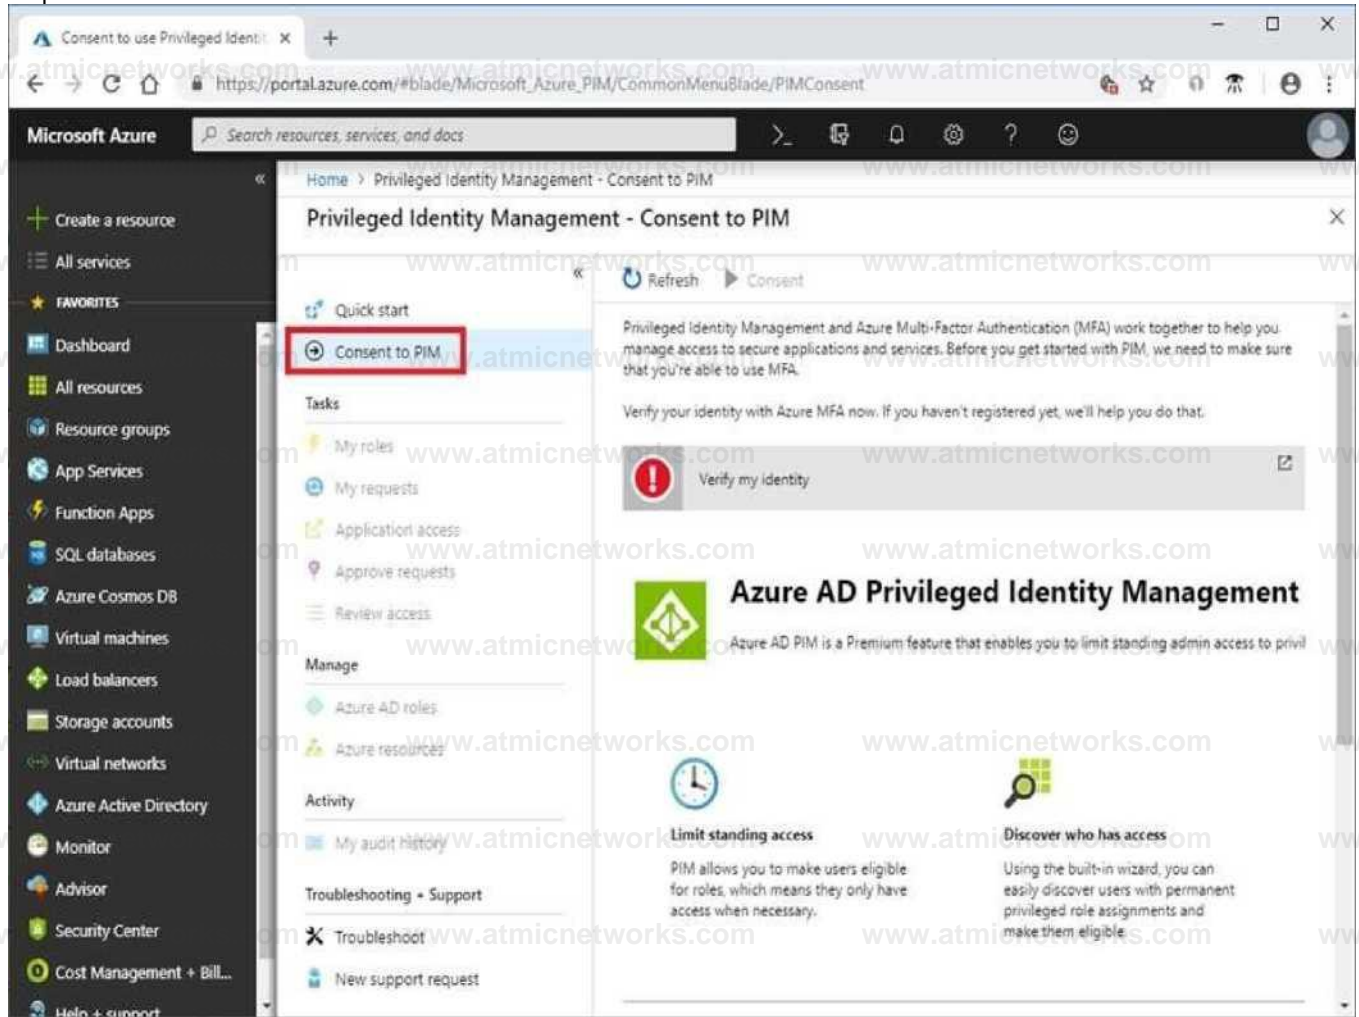 Consent to use Privileged Identit
https://portal.azure.com/#blade/Microsoft_Azure_PIM/CommonMenuBlade/PIMConsent
Microsoft Azure
Search resources, services, and docs
Home > Privileged Identity Management - Consent to PIM
Privileged Identity Management - Consent to PIM
Create a resource
All services
FAVORITES
Dashboard
All resources
Resource groups
App Services
Function Apps
SQL databases
Azure Cosmos DB
Virtual machines
Load balancers
Storage accounts
Virtual networks
Azure Active Directory
Monitor
Advisor
Security Center
Cost Management + Bill...
Help + support
Quick start
Consent to PIM
Tasks
My roles
My requests
Application access
Approve requests
Review access
Manage
Azure AD roles
Azure resources
Activity
My audit history
Troubleshooting + Support
Troubleshoot
New support request
Refresh
Consent
Privileged Identity Management and Azure Multi-Factor Authentication (MFA) work together to help you
manage access to secure applications and services. Before you get started with PIM, we need to make sure
that you're able to use MFA.
Verify your identity with Azure MFA now. If you haven't registered yet, we'll help you do that.
Verify my identity
Azure AD Privileged Identity Management
Azure AD PIM is a Premium feature that enables you to limit standing admin access to privil
Limit standing access
PIM allows you to make users eligible
for roles, which means they only have
access when necessary.
Discover who has access
Using the built-in wizard, you can
easily discover users with permanent
privileged role assignments and
make them eligible
www.atmicnetworks.com